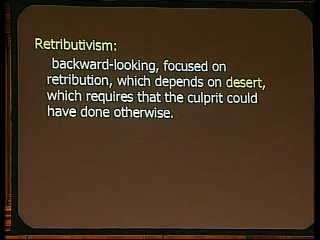 Retributivism:
backward-looking, focused on
retribution, which depends on desert,
which requires that the culprit could
have done otherwise.